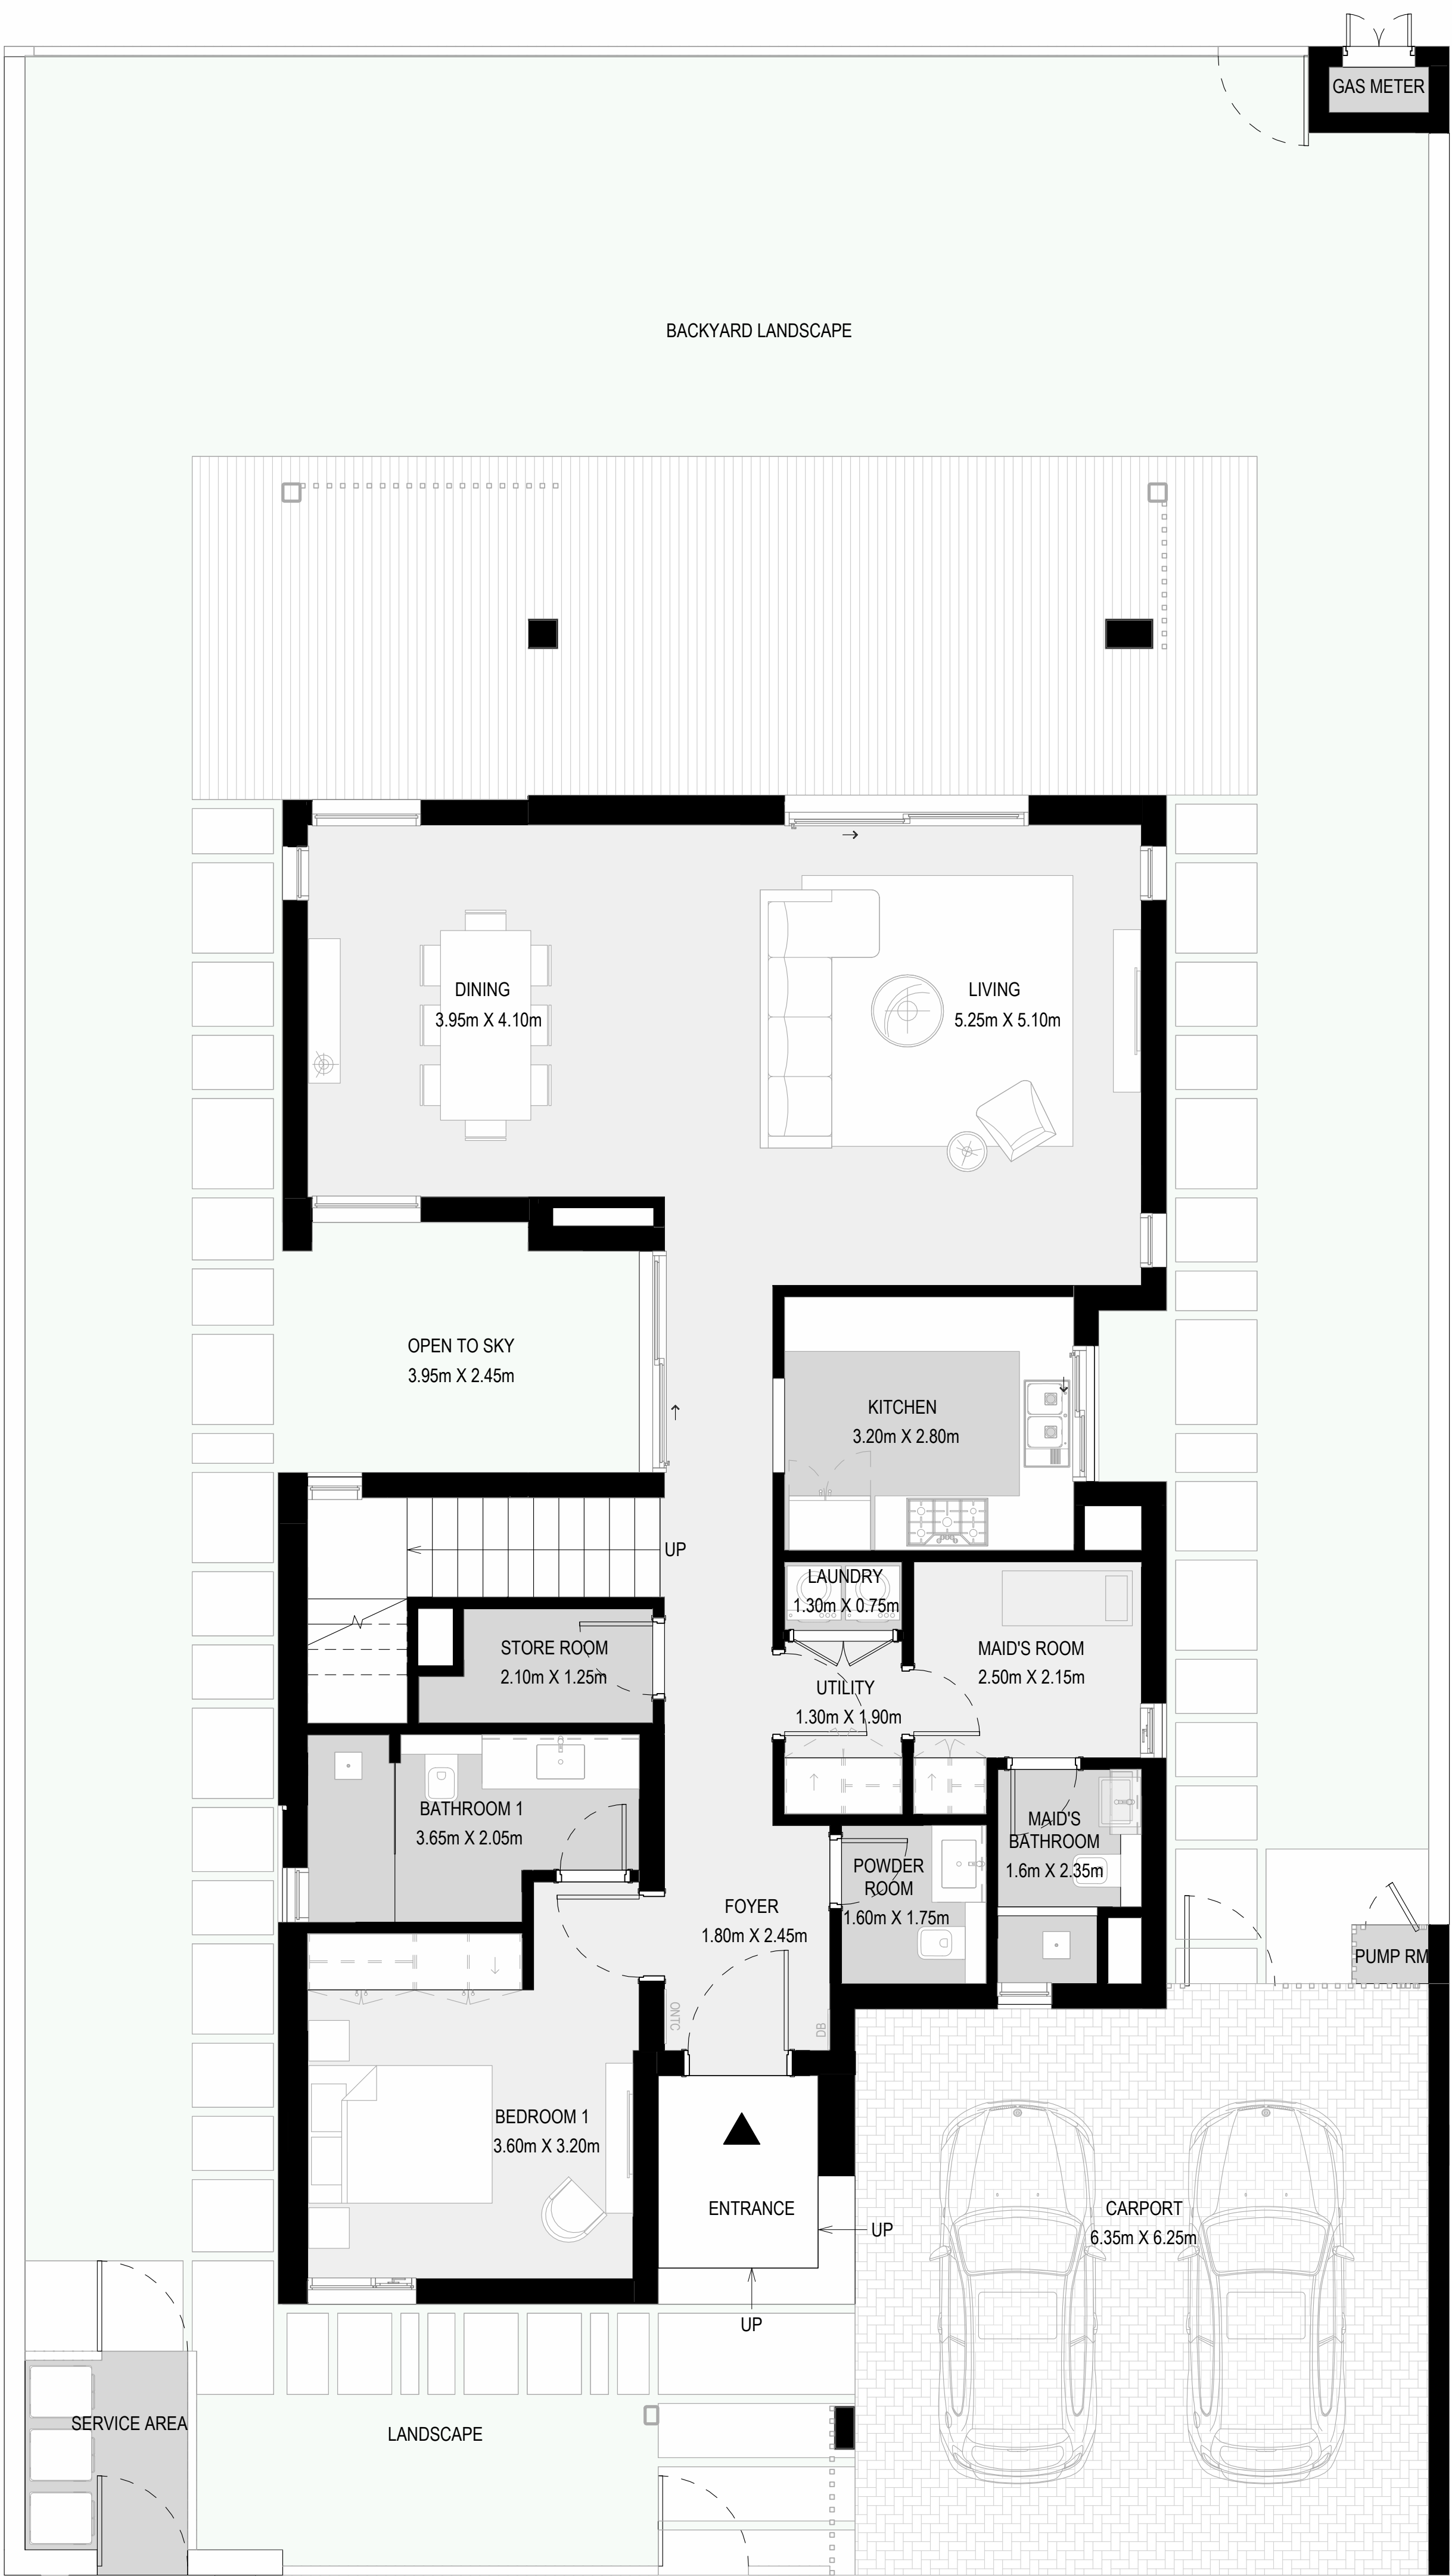 GAS METER
BACKYARD LANDSCAPE
DINING
3.95m X 4.10m
LIVING
5.25m X 5.10m
OPEN TO SKY
3.95m X 2.45m
KITCHEN
3.20m X 2.80m
UP
LAUNDRY
1.30m X 0.75m
STORE ROOM
2.10m X 1.25m
MAID'S ROOM
2.50m X 2.15m
UTILITY
1.30m X 1.90m
BATHROOM 1
3.65m X 2.05m
MAID'S
BATHROOM
1.6m X 2.35m
POWDER
ROOM
1.60m X 1.75m
FOYER
1.80m X 2.45m
PUMP RM
ONTC
DB
BEDROOM 1
3.60m X 3.20m
ENTRANCE
CARPORT
6.35m X 6.25m
UP
UP
SERVICE AREA
LANDSCAPE